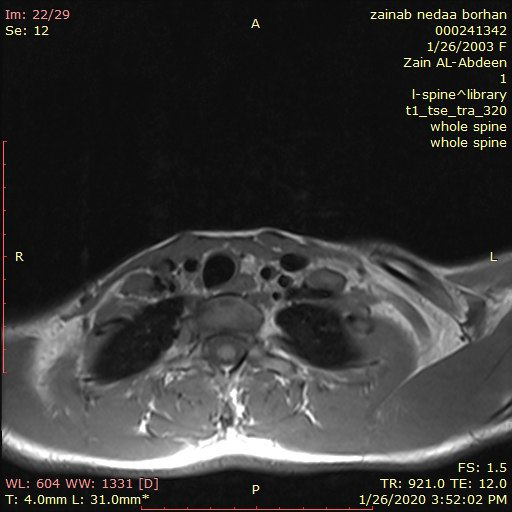 Im: 22/29
Se: 12
A
zainab nedaa borhan
000241342
1/26/2003 F
Zain AL-Abdeen
1
l-spine^library
t1_tse_tra_320
whole spine
whole spine
R
L
WL: 604 WW: 1331 [D]
T: 4.0mm L: 31.0mm*
P
FS: 1.5
TR: 921.0 TE: 12.0
1/26/2020 3:52:02 PM